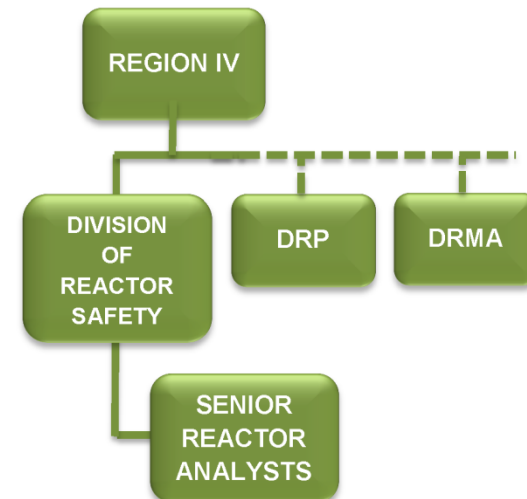 REGION IV
DIVISION
OF
REACTOR
SAFETY
DRP
DRMA
SENIOR
REACTOR
ANALYSTS